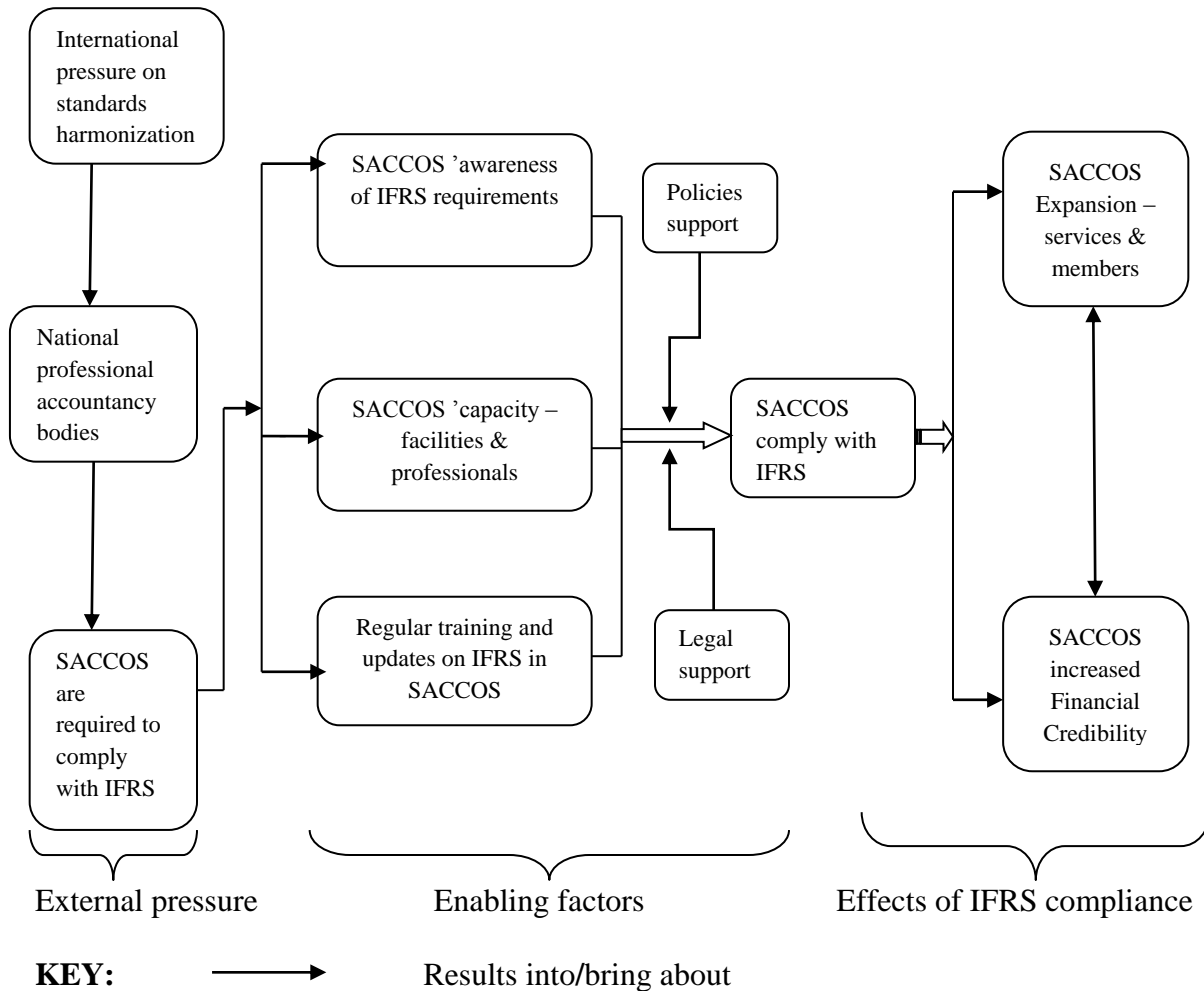 International
pressure on
standards
harmonization
National
professional
accountancy
bodies
SACCOS
are
required to
comply
with IFRS
SACCOS ’awareness
of IFRS requirements
SACCOS ’capacity –
facilities &
professionals
Regular training and
updates on IFRS in
SACCOS
Policies
support
Legal
support
SACCOS
comply with
IFRS
SACCOS
Expansion –
services &
members
SACCOS
increased
Financial
Credibility
External pressure
Enabling factors
Effects of IFRS compliance
KEY:
Results into/bring about